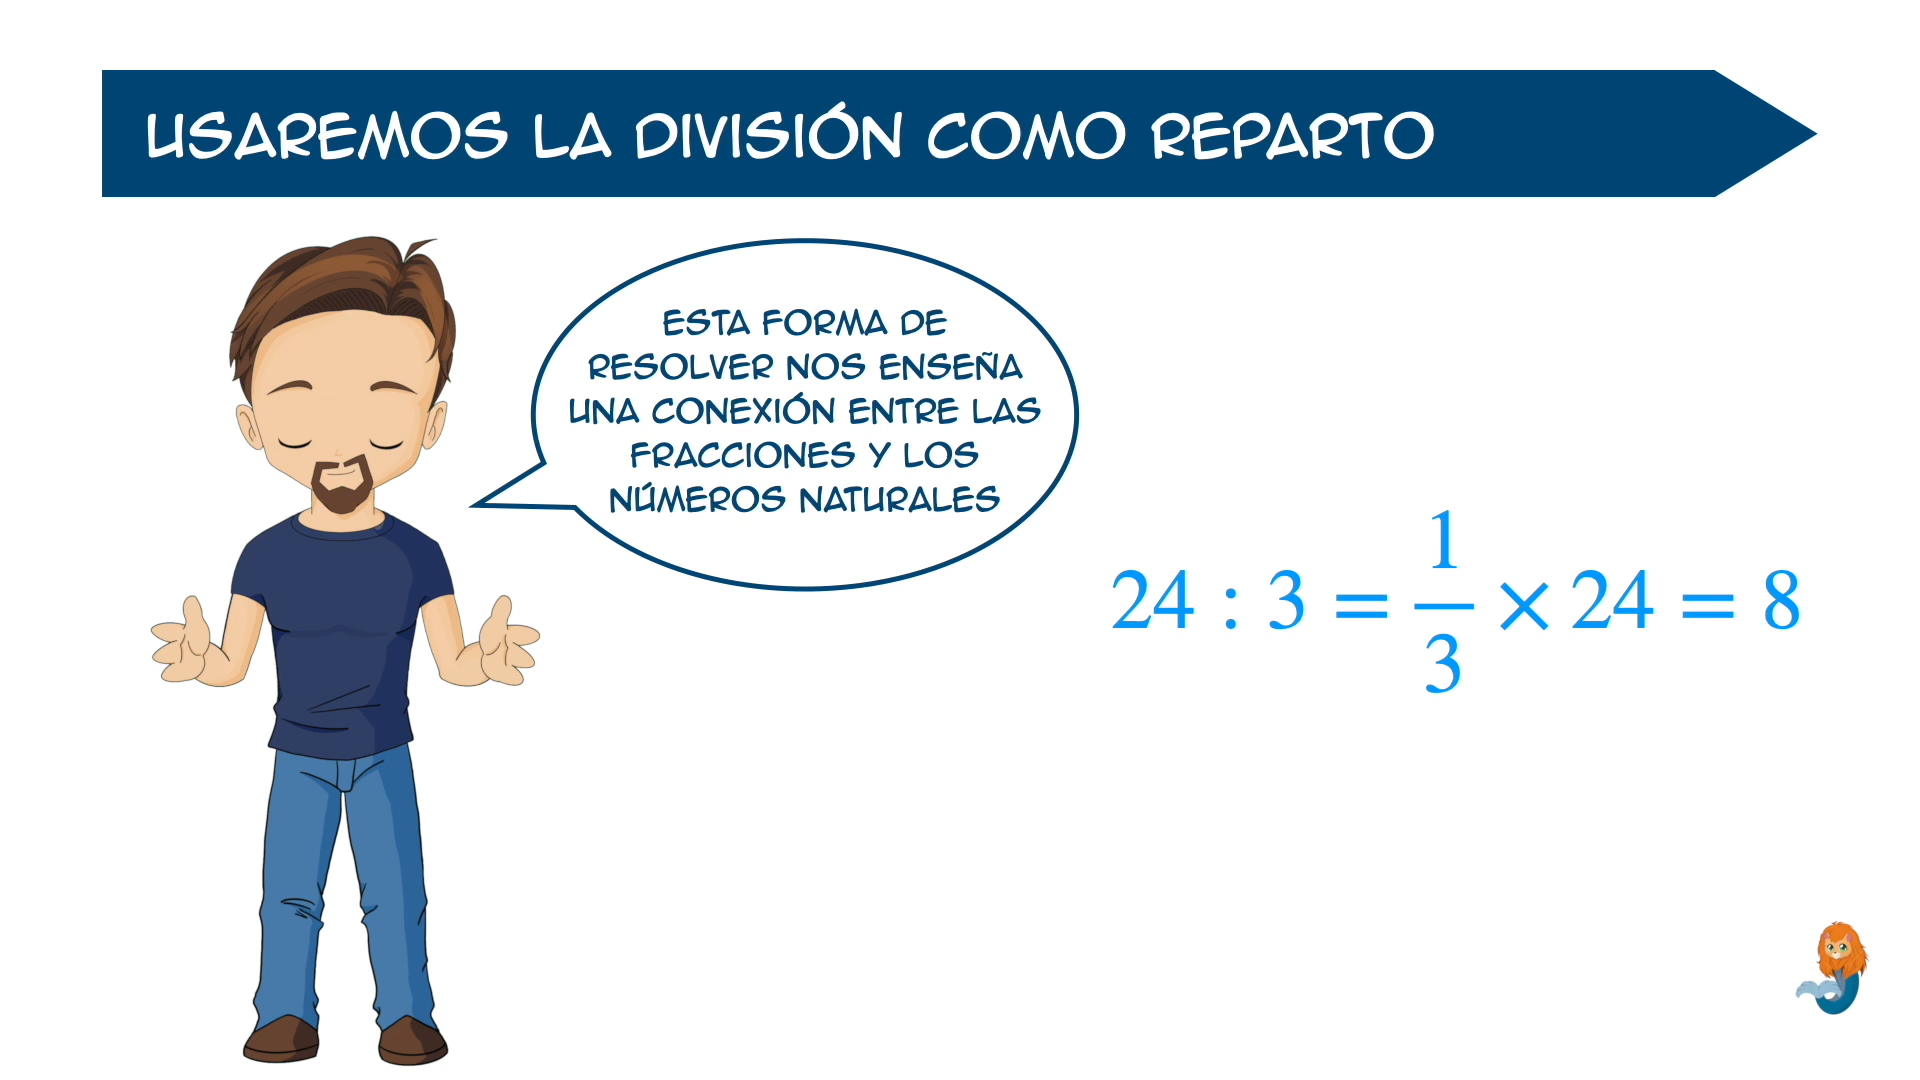 USAREMOS LA DIVISIÓN COMO REPARTO
ESTA FORMA DE
RESOLVER NOS ENSEÑA
UNA CONEXIÓN ENTRE LAS
FRACCIONES Y LOS
NÚMEROS NATURALES
24 : 3 = 1/3 × 24 = 8